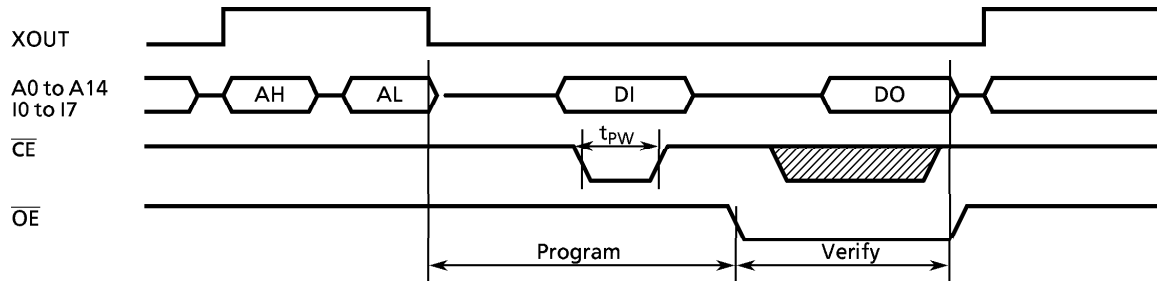 XOUT
A0 to A14
I0 to I7
AH
AL
DI
DO
tPW
CE
OE
Program
Verify